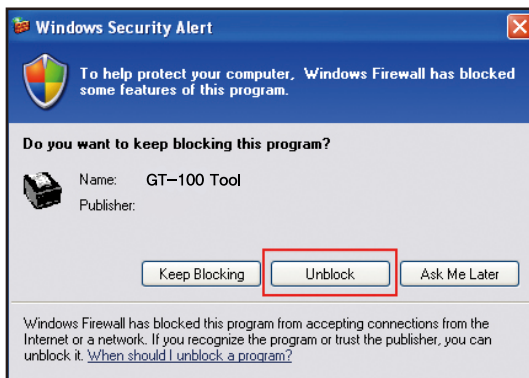 Windows Security Alert
To help protect your computer, Windows Firewall has blocked
some features of this program.
Do you want to keep blocking this program?
Name: GT-100 Tool
Publisher:
Keep Blocking Unblock Ask Me Later
Windows Firewall has blocked this program from accepting connections from the
Internet or a network. If you recognize the program or trust the publisher, you can
unblock it. When should I unblock a program?